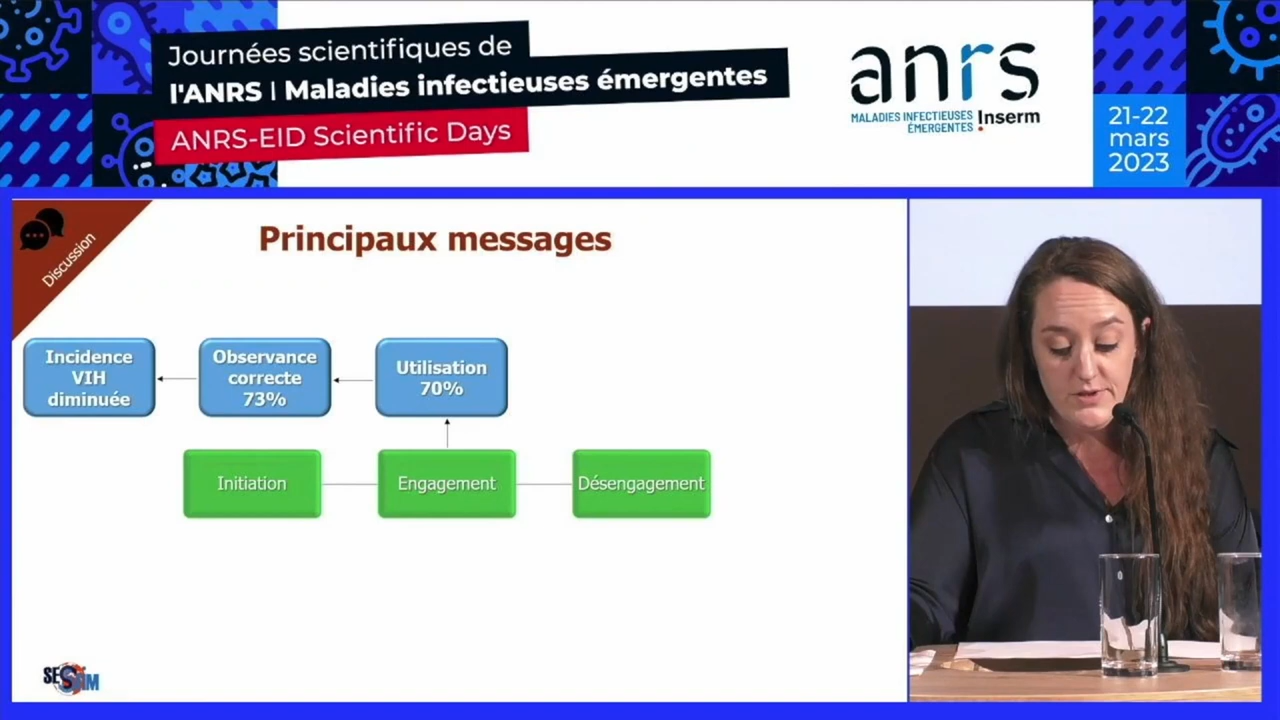 Journées scientifiques de
l'ANRS | Maladies infectieuses émergentes
ANRS-EID Scientific Days
anrs
MALADIES INFECTIEUSES
ÉMERGENTES
Inserm
21-22
mars
2023
Discussion
Principaux messages
Incidence
VIH
diminuée
Observance
correcte
73%
Utilisation
70%
Initiation
Engagement
Désengagement
SESSTIM